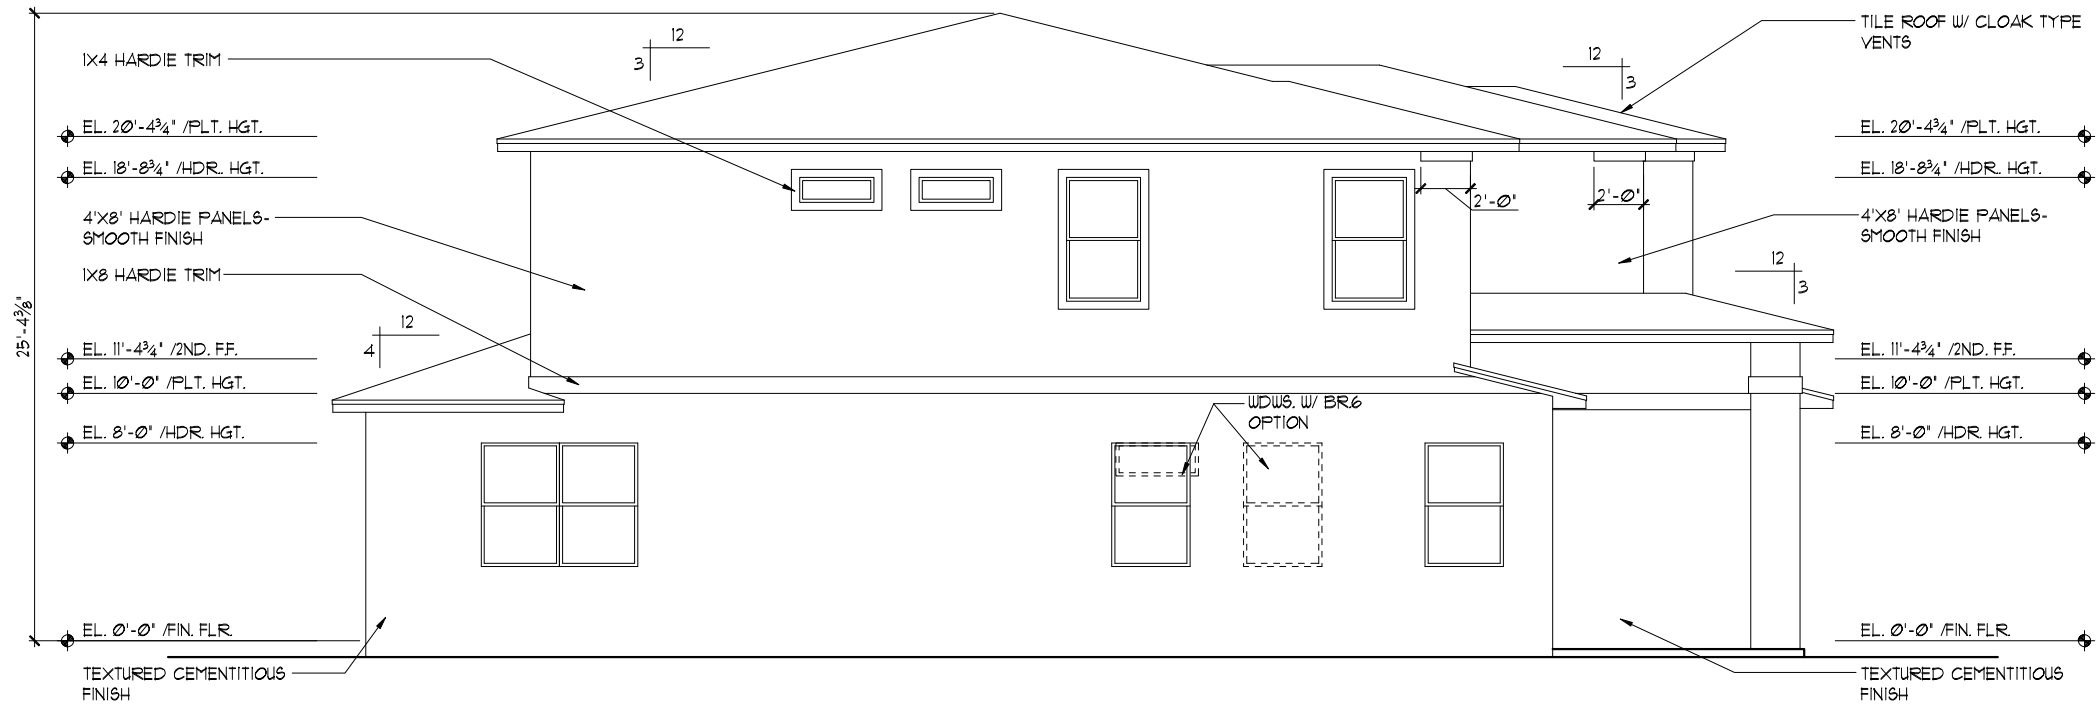 TILE ROOF W/ CLOAK TYPE
VENTS
12
3
12
3
1X4 HARDIE TRIM
EL. 20'-4¾" /PLT. HGT.
EL. 18'-8¾" /HDR. HGT.
4'X8' HARDIE PANELS-
SMOOTH FINISH
1X8 HARDIE TRIM
25'-4⅜"
12
4
EL. 11'-4¾" /2ND. F.F.
EL. 10'-0" /PLT. HGT.
EL. 8'-0" /HDR. HGT.
EL. 0'-0" /FIN. FLR.
TEXTURED CEMENTITIOUS
FINISH
2'-0"
2'-0"
WDWS. W/ BR.6
OPTION
EL. 20'-4¾" /PLT. HGT.
EL. 18'-8¾" /HDR. HGT.
4'X8' HARDIE PANELS-
SMOOTH FINISH
12
3
EL. 11'-4¾" /2ND. F.F.
EL. 10'-0" /PLT. HGT.
EL. 8'-0" /HDR. HGT.
EL. 0'-0" /FIN. FLR.
TEXTURED CEMENTITIOUS
FINISH